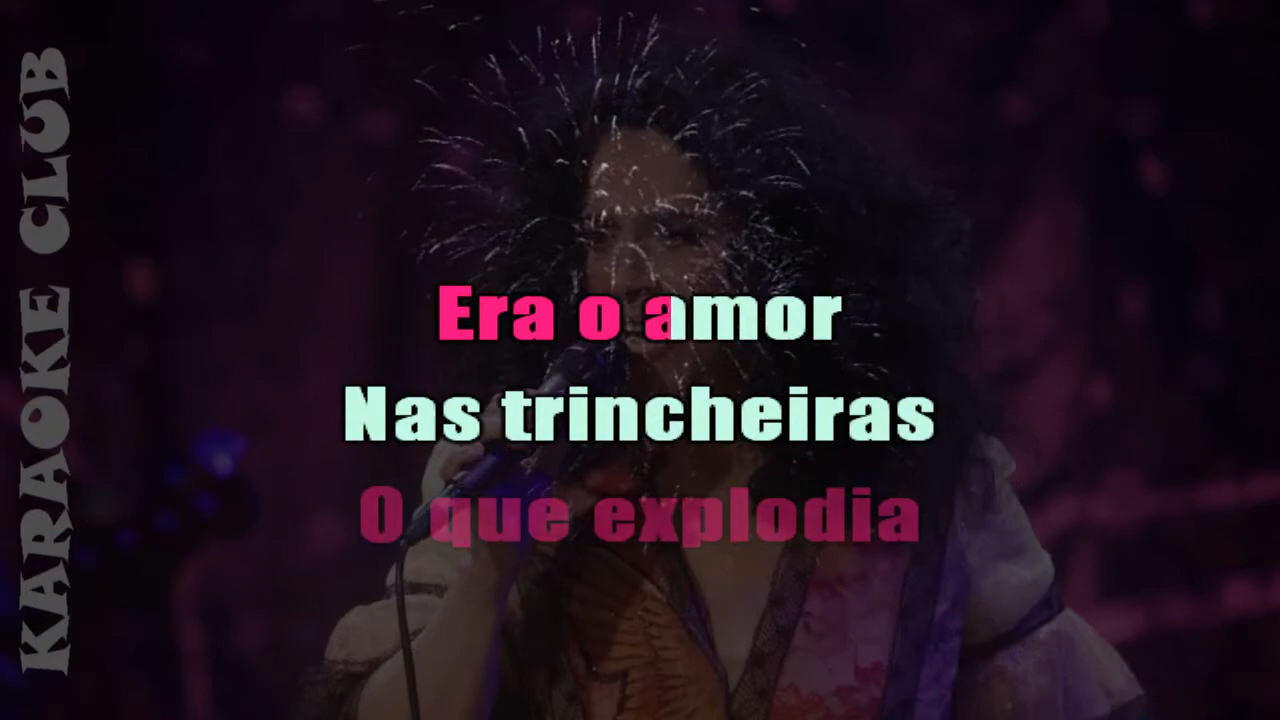 KARAOKE CLUB
Era o amor
Nas trincheiras
O que explodia